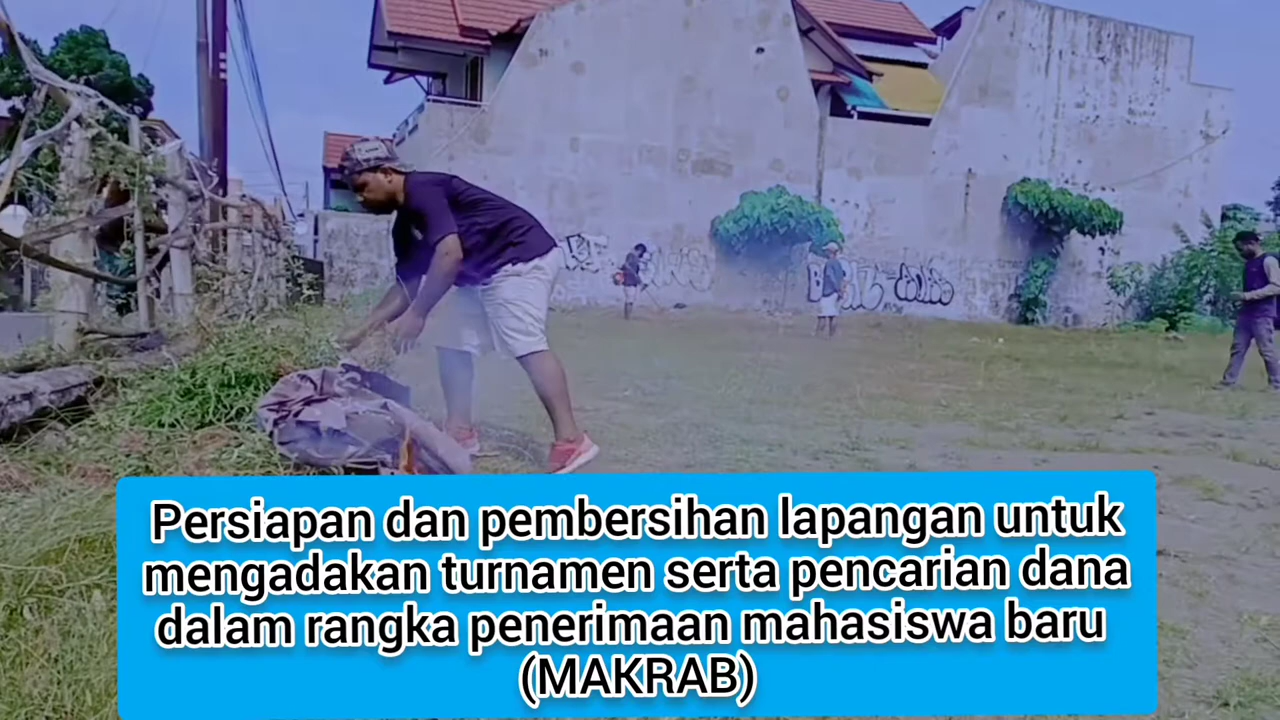 Persiapan dan pembersihan lapangan untuk
mengadakan turnamen serta pencarian dana
dalam rangka penerimaan mahasiswa baru
(MAKRAB)